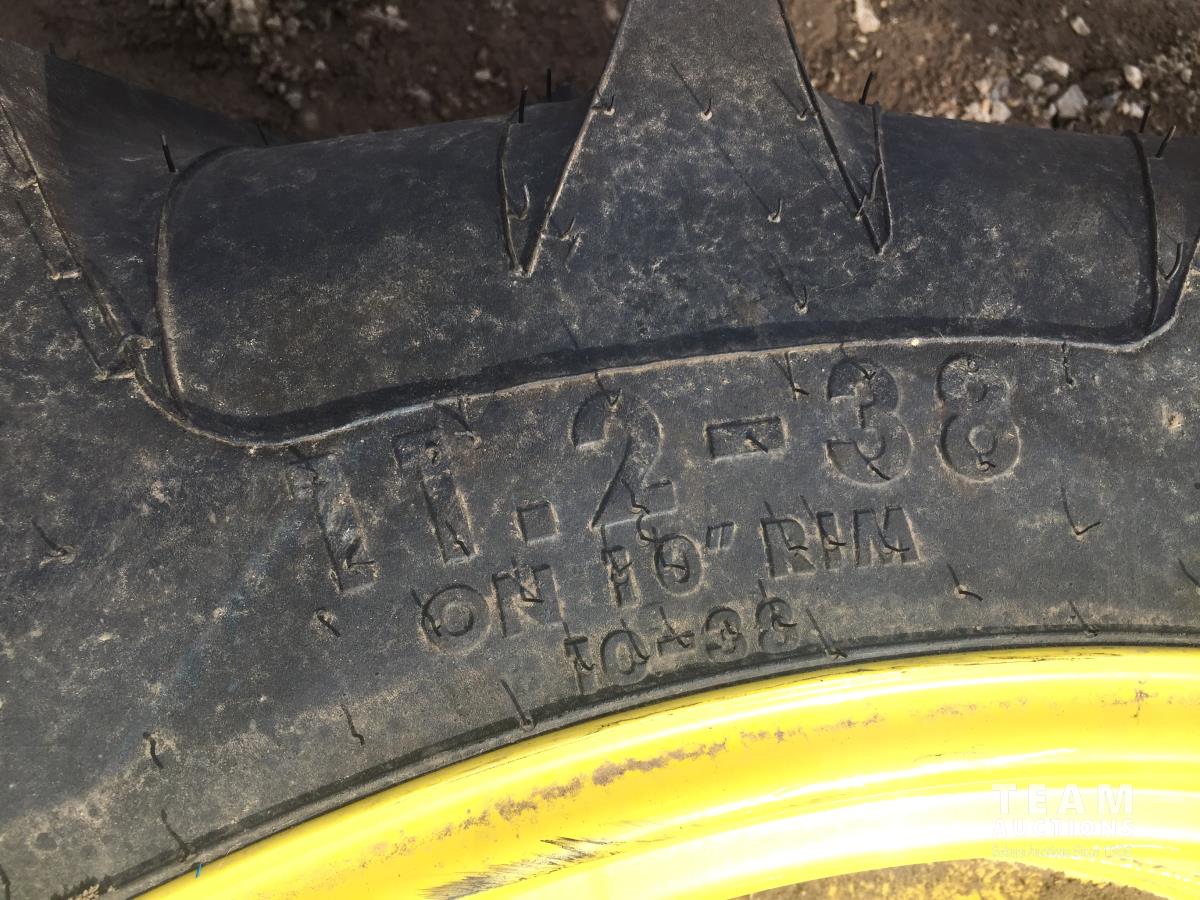 11.2-38
ON 10" RIM
10-38
TEAM
AUCTIONS